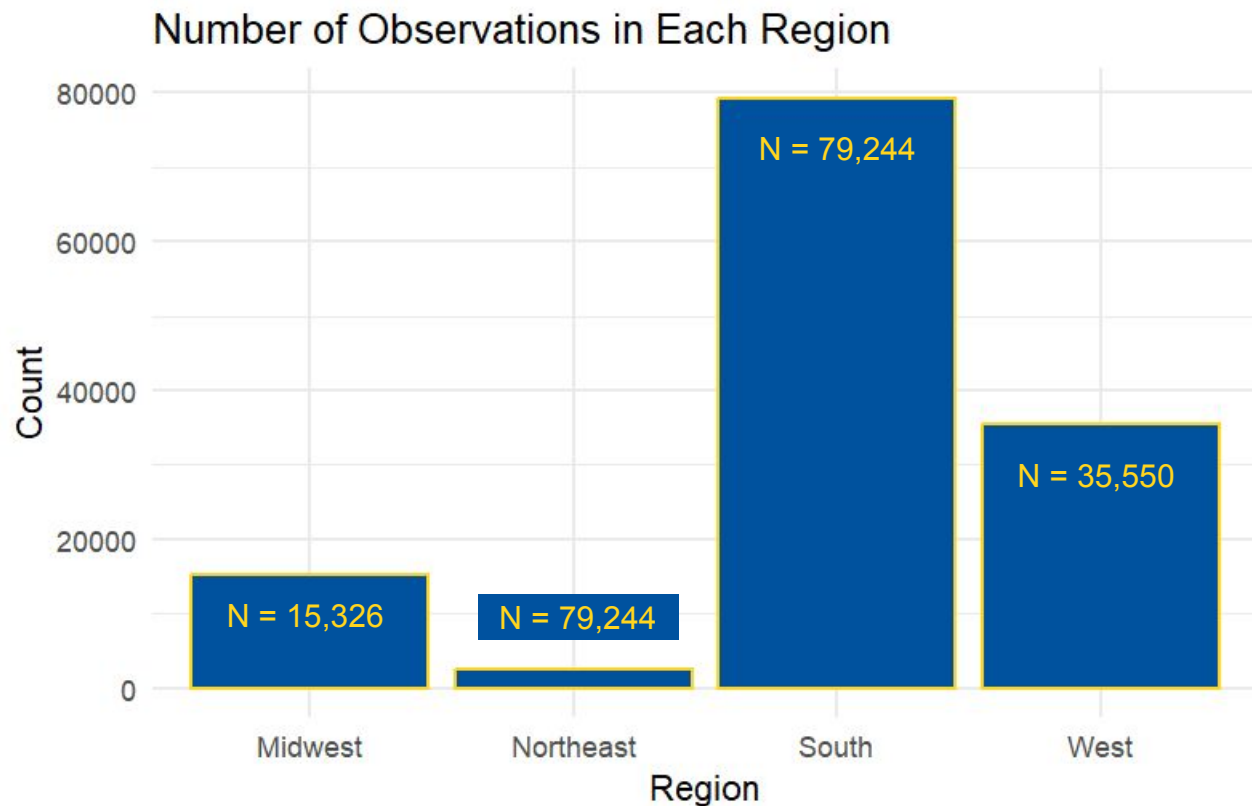 Number of Observations in Each Region
80000
60000
40000
20000
0
Count
N = 15,326
N = 79,244
N = 79,244
N = 35,550
Midwest
Northeast
South
West
Region